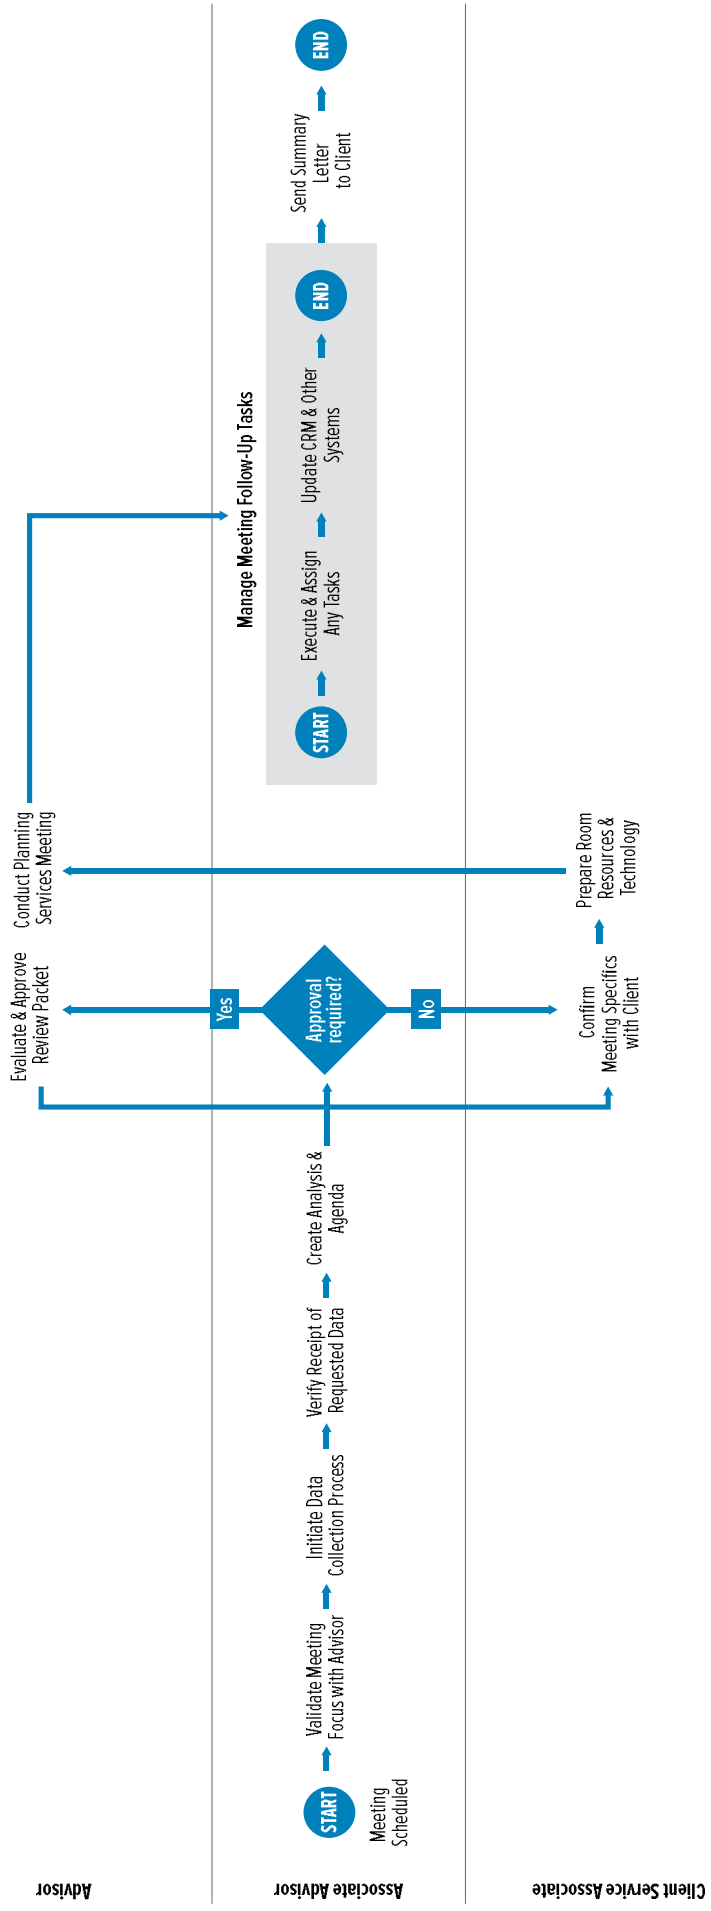 Advisor
Associate Advisor
Client Service Associate
START
Meeting
Scheduled
Validate Meeting
Focus with Advisor
Initiate Data
Collection Process
Verify Receipt of
Requested Data
Create Analysis &
Agenda
Approval
required?
Yes
No
Evaluate & Approve
Review Packet
Confirm
Meeting Specifics
with Client
Prepare Room
Resources &
Technology
Conduct Planning
Services Meeting
Manage Meeting Follow-Up Tasks
START
Execute & Assign
Any Tasks
Update CRM & Other
Systems
END
Send Summary
Letter
to Client
END